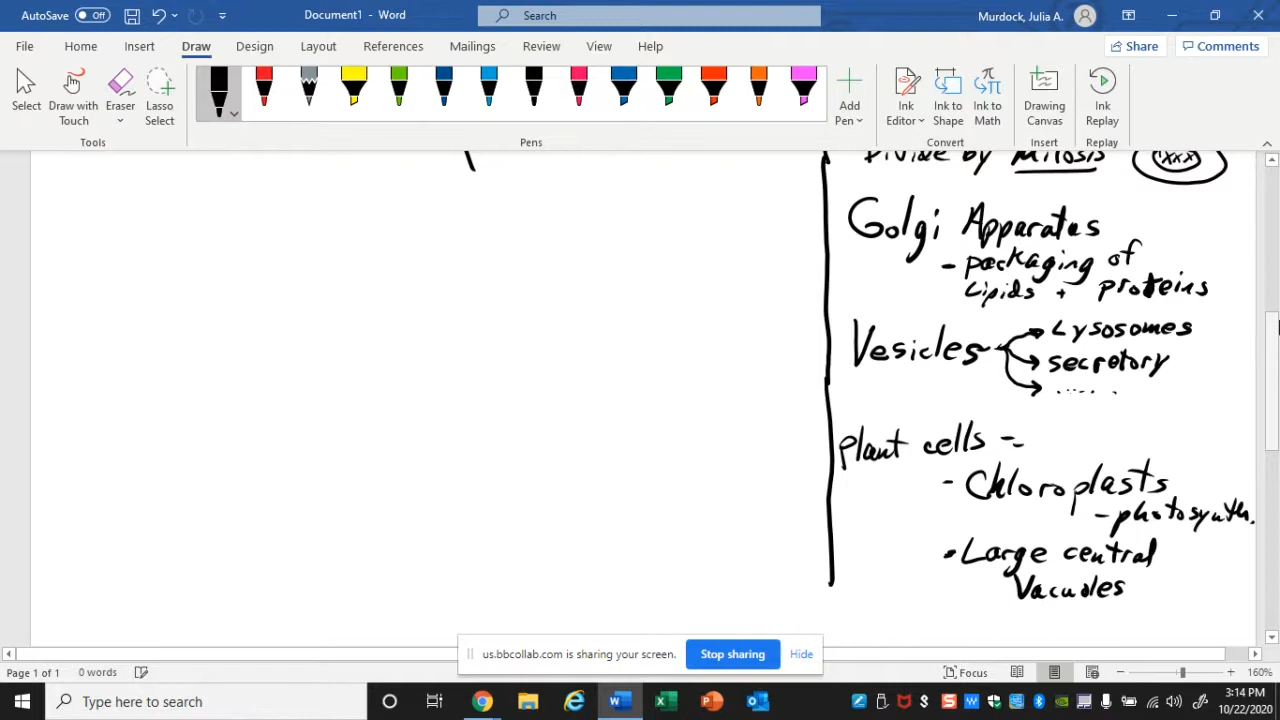 AutoSave Off Document1 - Word Search Murdock, Julia A.
File Home Insert Draw Design Layout References Mailings Review View Help Share Comments
Select Draw with Touch Eraser Lasso Select Add Pen Ink Editor Ink to Shape Ink to Math Drawing Canvas Ink Replay
Tools Pens Convert Insert Replay
Divide by Mitosis
Golgi Apparatus
- packaging of
Lipids + proteins
Vesicles Lysosomes
secretory
Plant cells --
- Chloroplasts
- photosynth.
• Large central
Vacuoles
us.bbcollab.com is sharing your screen. Stop sharing Hide
Page 1 of 1 0 words Focus 160%
Type here to search
3:14 PM
10/22/2020